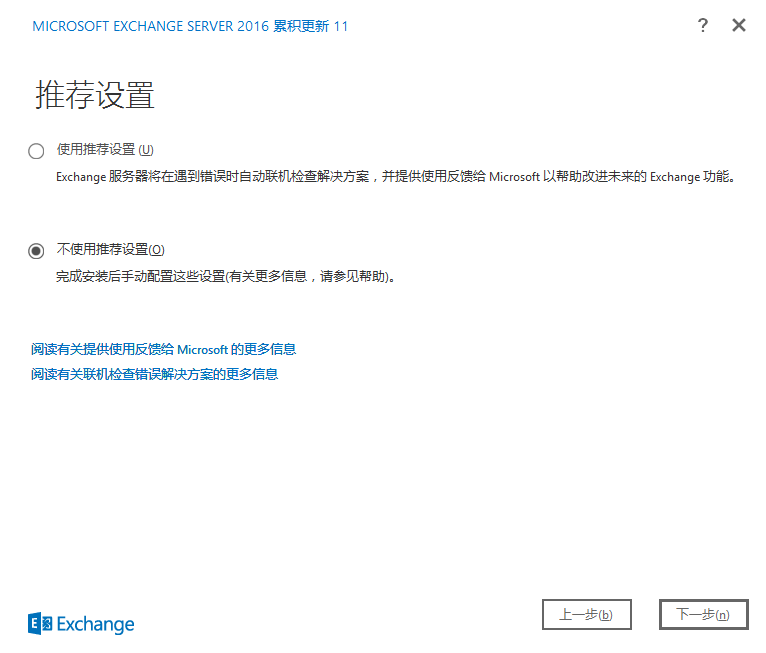 MICROSOFT EXCHANGE SERVER 2016 累积更新 11
?
推荐设置
使用推荐设置 (U)
Exchange 服务器将在遇到错误时自动联机检查解决方案，并提供使用反馈给 Microsoft 以帮助改进未来的 Exchange 功能。
不使用推荐设置(O)
完成安装后手动配置这些设置(有关更多信息，请参见帮助)。
阅读有关提供使用反馈给 Microsoft 的更多信息
阅读有关联机检查错误解决方案的更多信息
E Exchange
上一步(b)
下一步(n)